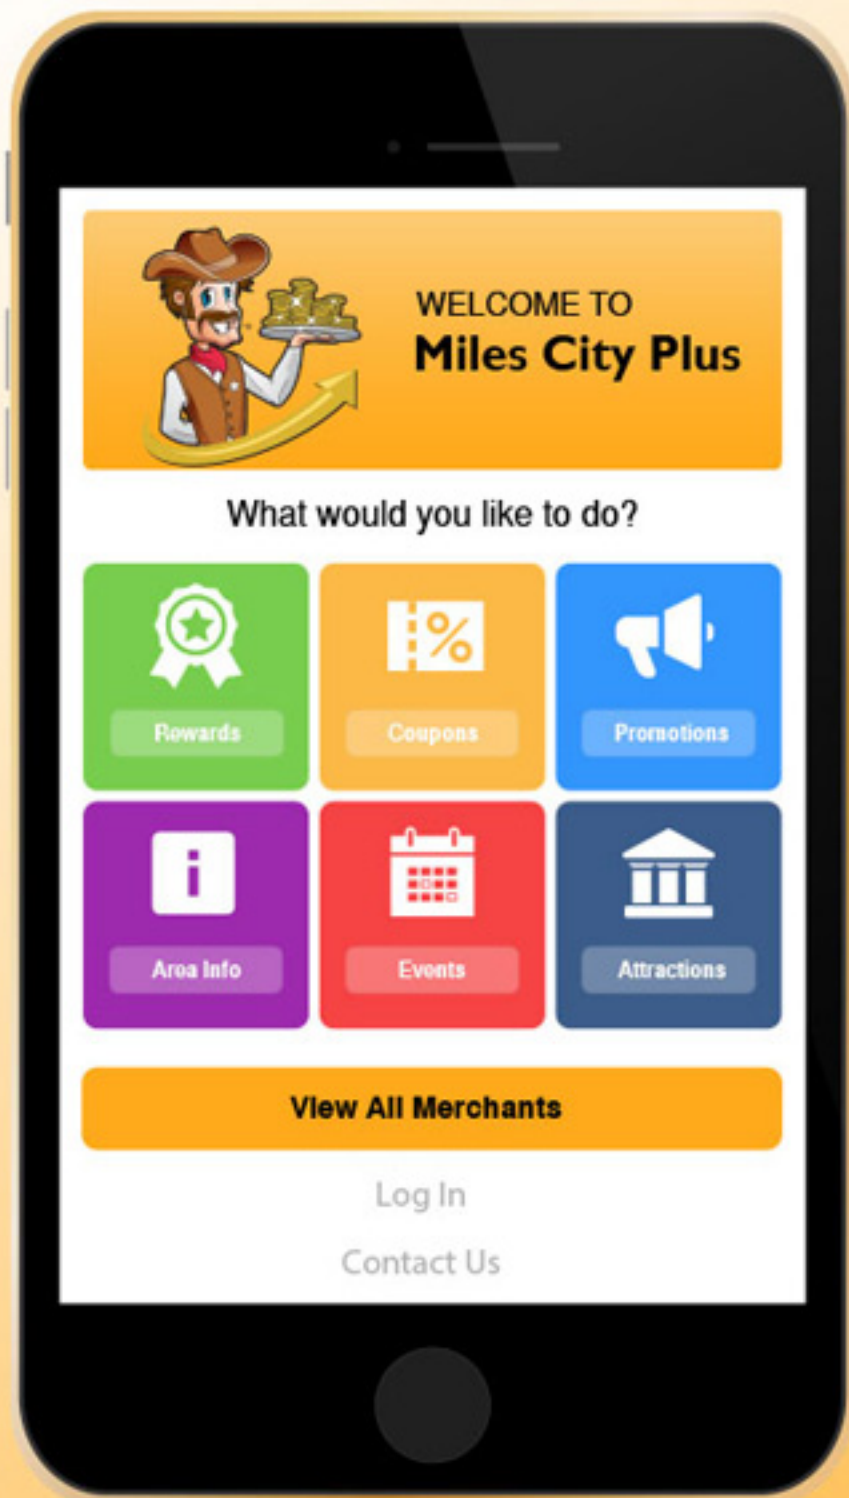 WELCOME TO
Miles City Plus
What would you like to do?
Rewards
Coupons
Promotions
Area Info
Events
Attractions
View All Merchants
Log In
Contact Us